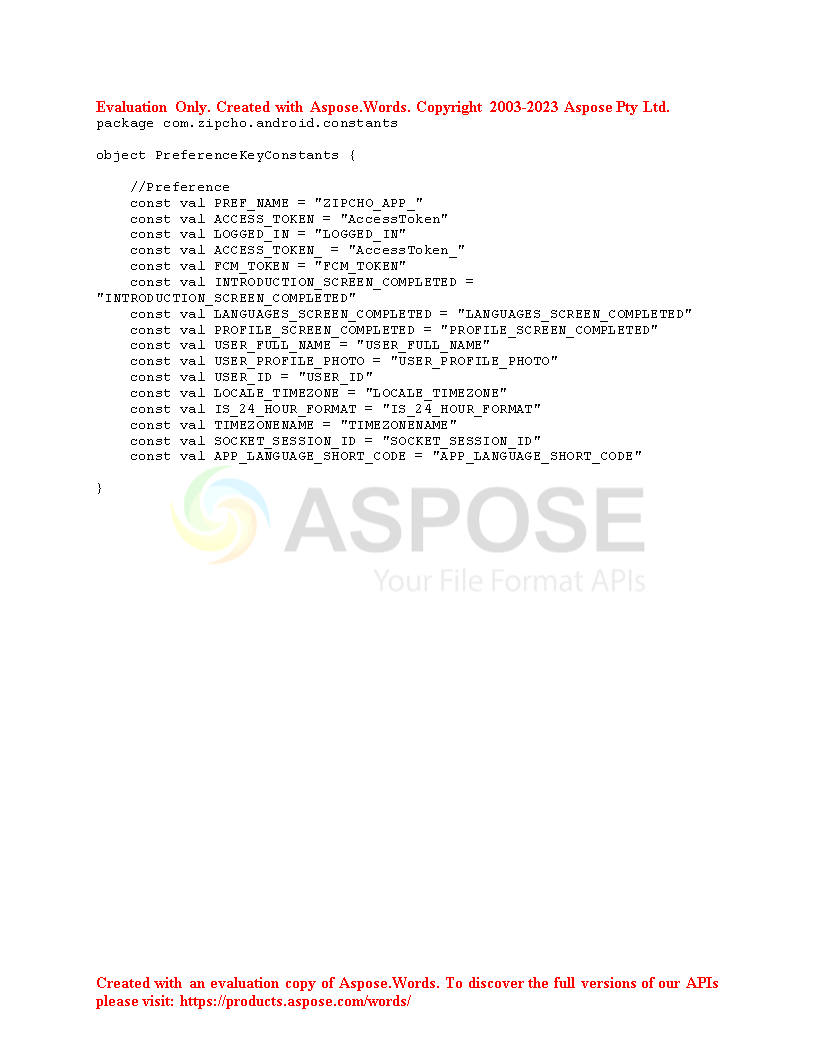 Evaluation Only. Created with Aspose.Words. Copyright 2003-2023 Aspose Pty Ltd.
package com.zipcho.android.constants
object PreferenceKeyConstants {
//Preference
const val PREF_NAME = "ZIPCHO_APP_"
const val ACCESS_TOKEN = "AccessToken"
const val LOGGED_IN = "LOGGED_IN"
const val ACCESS_TOKEN_ = "AccessToken_"
const val FCM_TOKEN = "FCM_TOKEN"
const val INTRODUCTION_SCREEN_COMPLETED =
"INTRODUCTION_SCREEN_COMPLETED"
const val LANGUAGES_SCREEN_COMPLETED = "LANGUAGES_SCREEN_COMPLETED"
const val PROFILE_SCREEN_COMPLETED = "PROFILE_SCREEN_COMPLETED"
const val USER_FULL_NAME = "USER_FULL_NAME"
const val USER_PROFILE_PHOTO = "USER_PROFILE_PHOTO"
const val USER_ID = "USER_ID"
const val LOCALE_TIMEZONE = "LOCALE_TIMEZONE"
const val IS_24_HOUR_FORMAT = "IS_24_HOUR_FORMAT"
const val TIMEZONENAME = "TIMEZONENAME"
const val SOCKET_SESSION_ID = "SOCKET_SESSION_ID"
const val APP_LANGUAGE_SHORT_CODE = "APP_LANGUAGE_SHORT_CODE"
}
ASPOSE
Your File Format APIs
Created with an evaluation copy of Aspose.Words. To discover the full versions of our APIs
please visit: https://products.aspose.com/words/